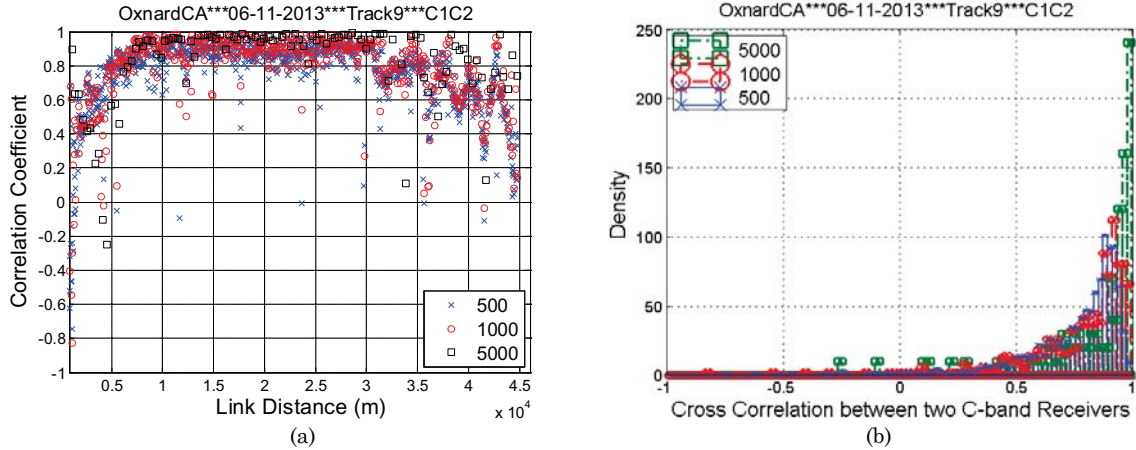 OxnardCA***06-11-2013***Track9***C1C2
Correlation Coefficient
1
0.8
0.6
0.4
0.2
0
-0.2
-0.4
-0.6
-0.8
-1
500
1000
5000
0.5 1 1.5 2 2.5 3 3.5 4 4.5
Link Distance (m)
x 10⁴
(a)
OxnardCA***06-11-2013***Track9***C1C2
Density
250
200
150
100
50
0
5000
1000
500
-1 -0.5 0 0.5 1
Cross Correlation between two C-band Receivers
(b)